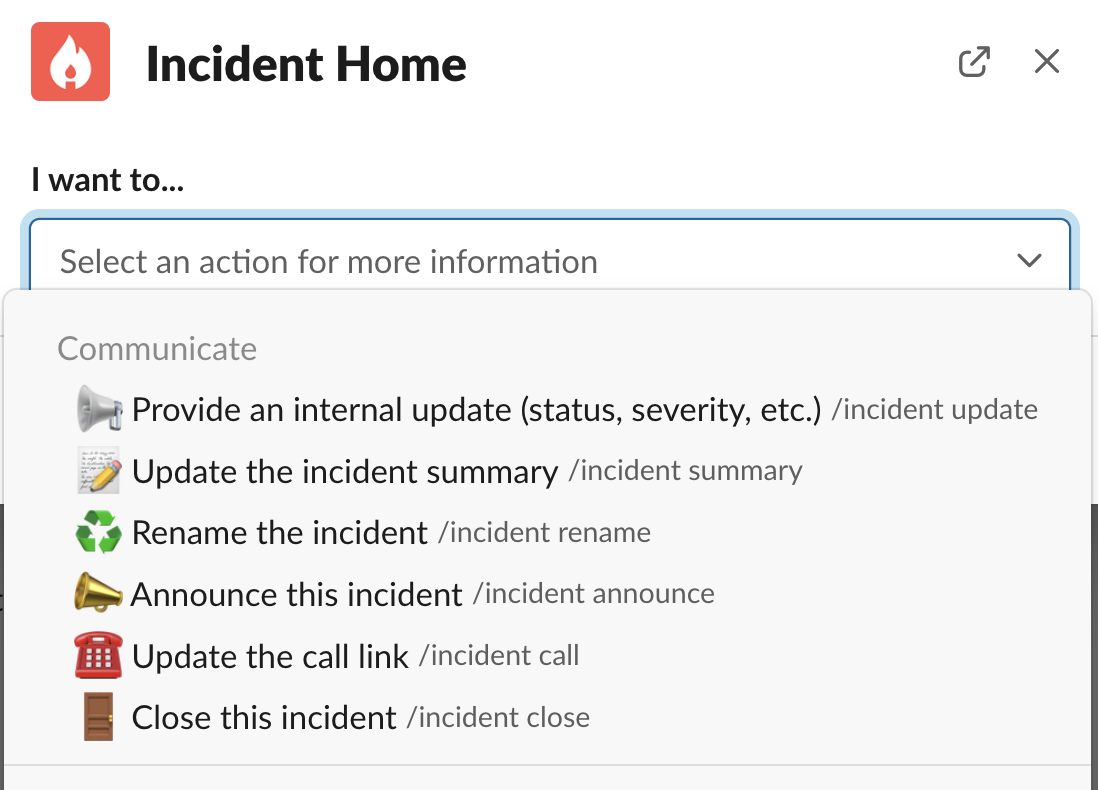 Incident Home
I want to...
Select an action for more information
Communicate
Provide an internal update (status, severity, etc.) /incident update
Update the incident summary /incident summary
Rename the incident /incident rename
Announce this incident /incident announce
Update the call link /incident call
Close this incident /incident close